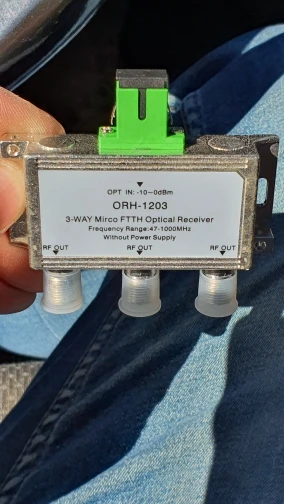 OPT IN: -10~0dBm
ORH-1203
3-WAY Mirco FTTH Optical Receiver
Frequency Range:47-1000MHz
Without Power Supply
RF OUT RF OUT RF OUT